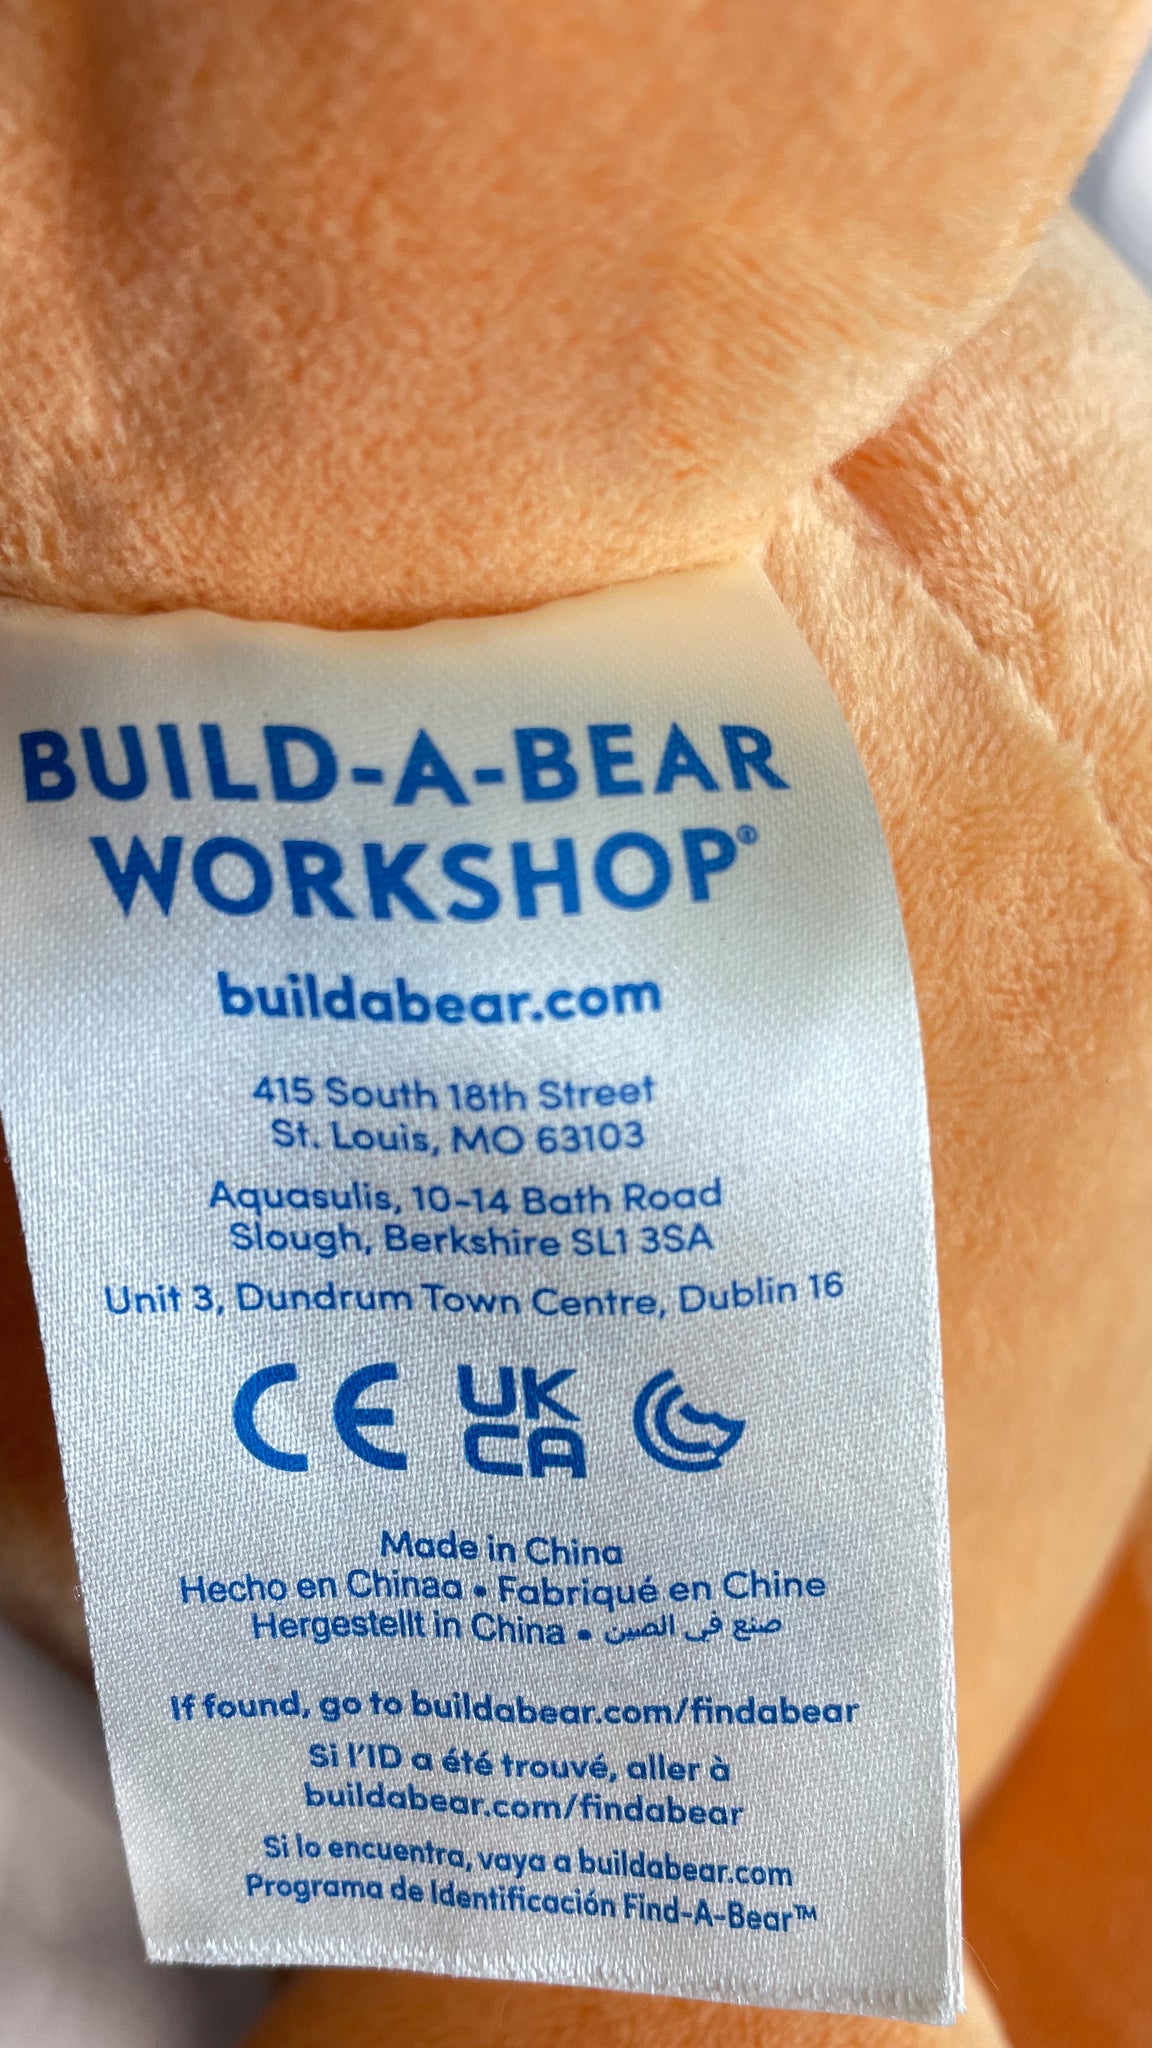 BUILD-A-BEAR
WORKSHOP®
buildabear.com
415 South 18th Street
St. Louis, MO 63103
Aquasulis, 10-14 Bath Road
Slough, Berkshire SL1 3SA
Unit 3, Dundrum Town Centre, Dublin 16
CE UK
CA
Made in China
Hecho en Chinaa • Fabriqué en Chine
Hergestellt in China • صنع في الصين
If found, go to buildabear.com/findabear
Si l'ID a été trouvé, aller à
buildabear.com/findabear
Si lo encuentra, vaya a buildabear.com
Programa de Identificación Find-A-Bear™